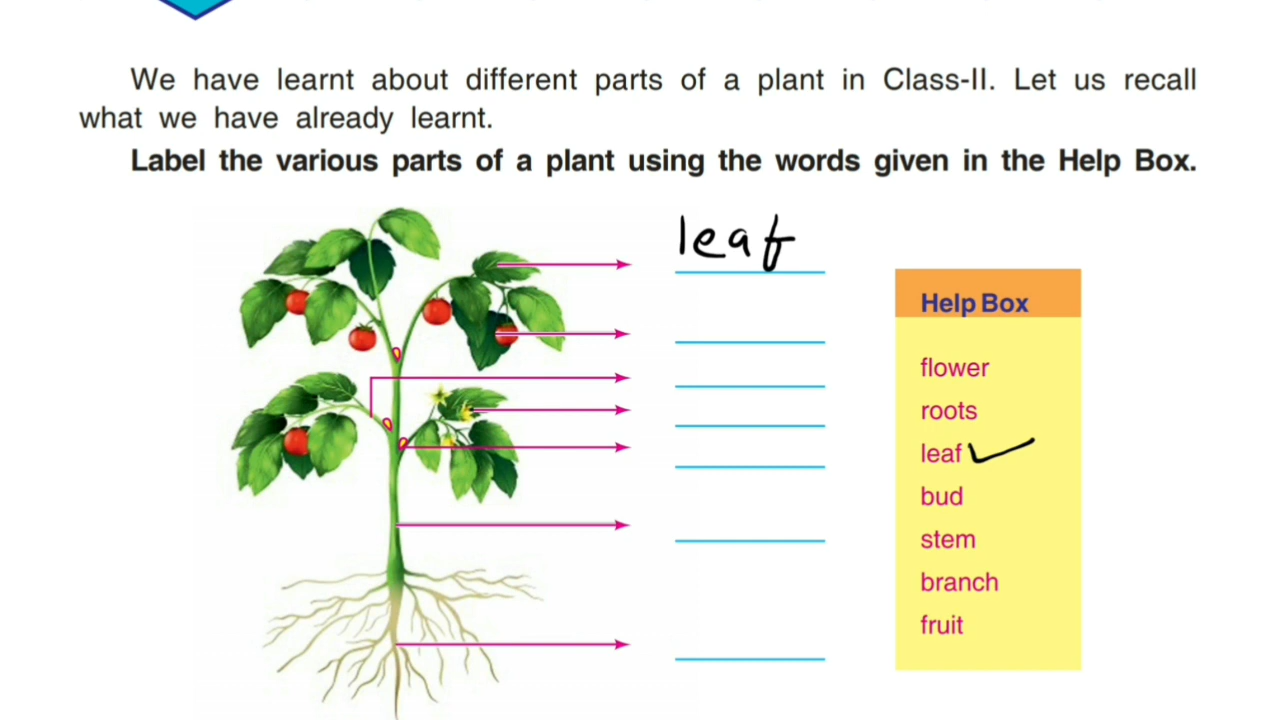 We have learnt about different parts of a plant in Class-II. Let us recall
what we have already learnt.
Label the various parts of a plant using the words given in the Help Box.
leaf
Help Box
flower
roots
leaf
bud
stem
branch
fruit